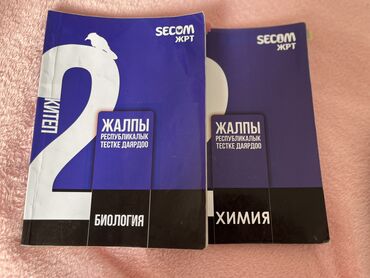 SECOM
ЖРТ
КИТЕП
2
ЖАЛПЫ
РЕСПУБЛИКАЛЫК
ТЕСТКЕ ДАЯРДОО
БИОЛОГИЯ
SECOM
ЖРТ
2
ЖАЛПЫ
РЕСПУБЛИКАЛЫК
ТЕСТКЕ ДАЯРДОО
ХИМИЯ